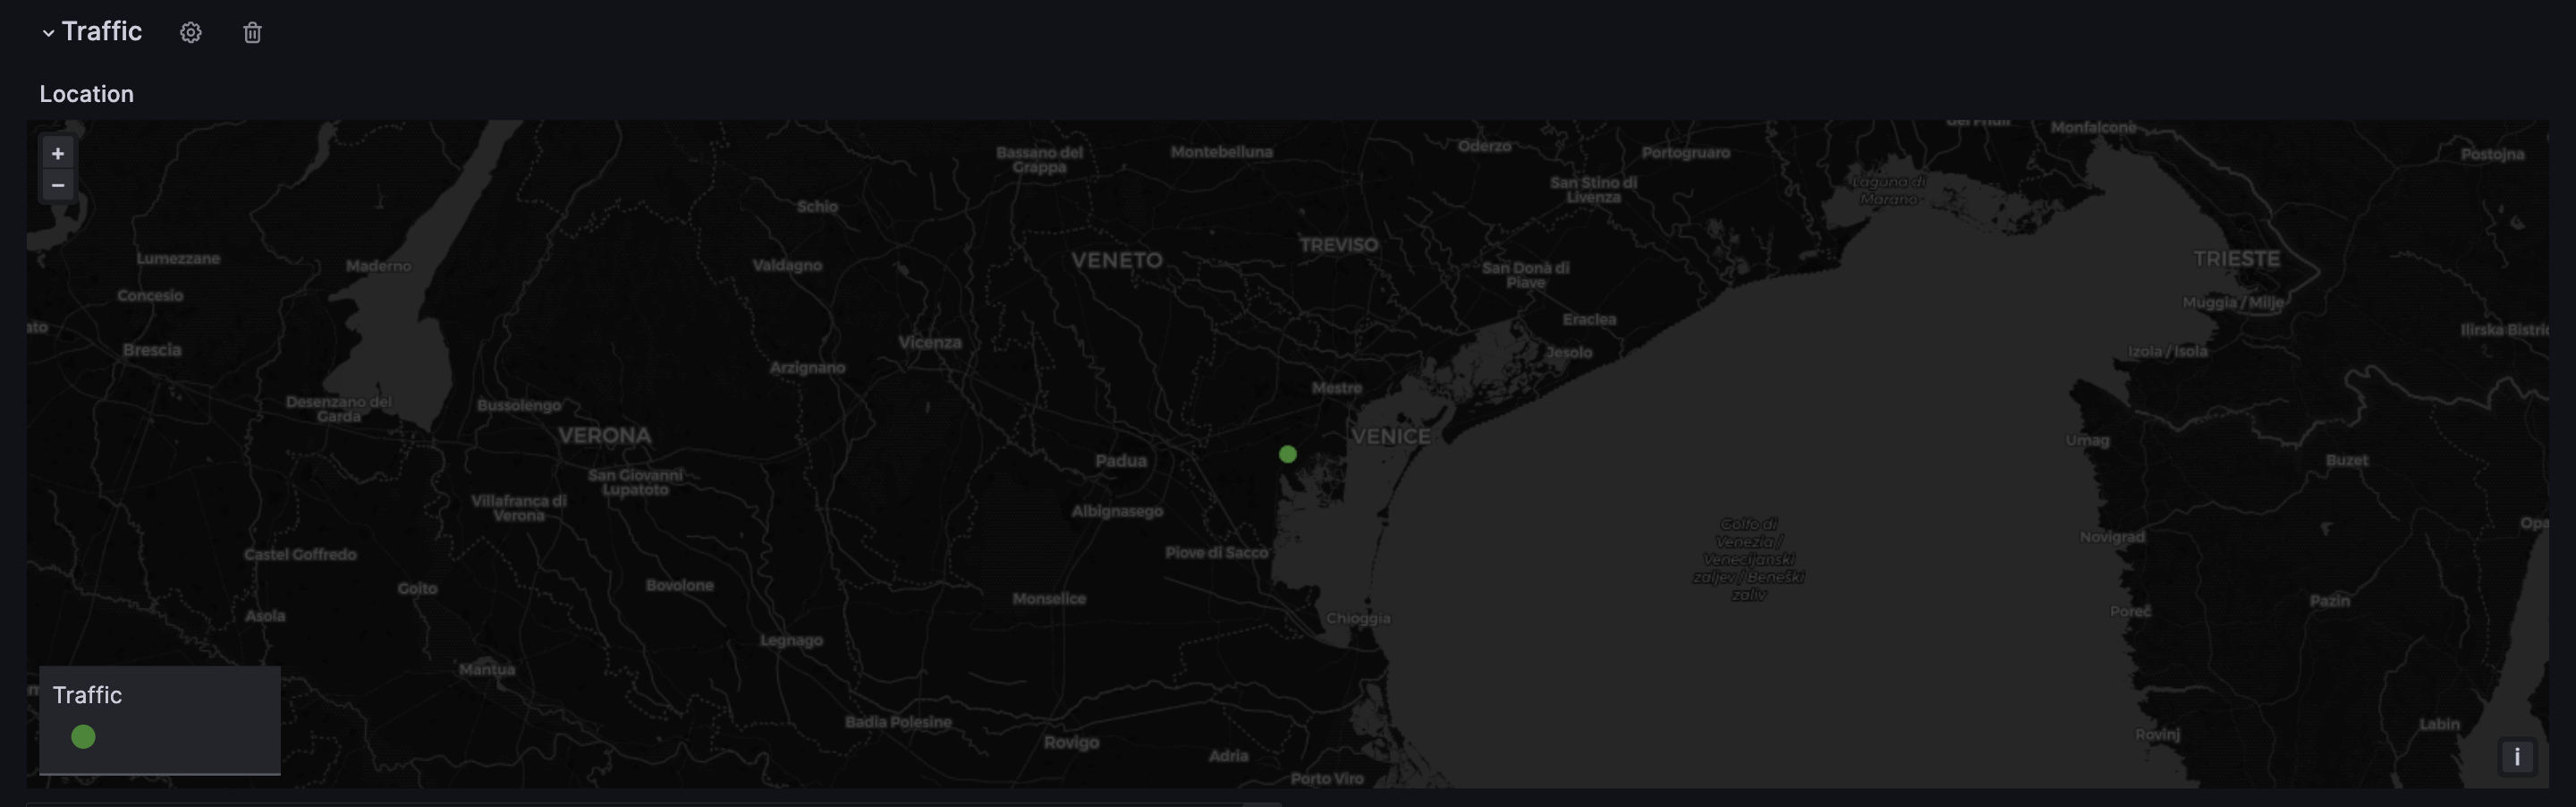 Traffic
Location
+
−
Monfalcone
Bassano del
Grappa
Montebelluna
Oderzo
Portogruaro
Postojna
San Stino di
Livenza
Laguna di
Marano
Schio
TREVISO
VENETO
Lumezzane
Maderno
Valdagno
San Donà di
Piave
TRIESTE
Concesio
Muggia / Milje
Eraclea
Brescia
Vicenza
Jesolo
Izola / Isola
Arzignano
Mestre
Desenzano del
Garda
Bussolengo
VERONA
VENICE
Umag
Padua
Buzet
San Giovanni
Lupatoto
Villafranca di
Verona
Albignasego
Golfo di
Venezia /
Venecijanski
zaljev / Beneški
zaliv
Novigrad
Piove di Sacco
Castel Goffredo
Goito
Bovolone
Monselice
Pazin
Poreč
Asola
Chioggia
Legnago
Mantua
Traffic
Badia Polesine
Labin
Rovinj
Rovigo
Adria
Porto Viro
i